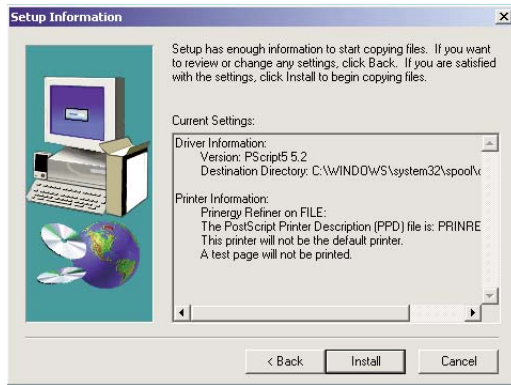 Setup Information
Setup has enough information to start copying files. If you want
to review or change any settings, click Back. If you are satisfied
with the settings, click Install to begin copying files.
Current Settings:
Driver Information:
Version: PScript5 5.2
Destination Directory: C:\WINDOWS\system32\spool\
Printer Information:
Prinergy Refiner on FILE:
The PostScript Printer Description (PPD) file is: PRINRE
This printer will not be the default printer.
A test page will not be printed.
< Back
Install
Cancel